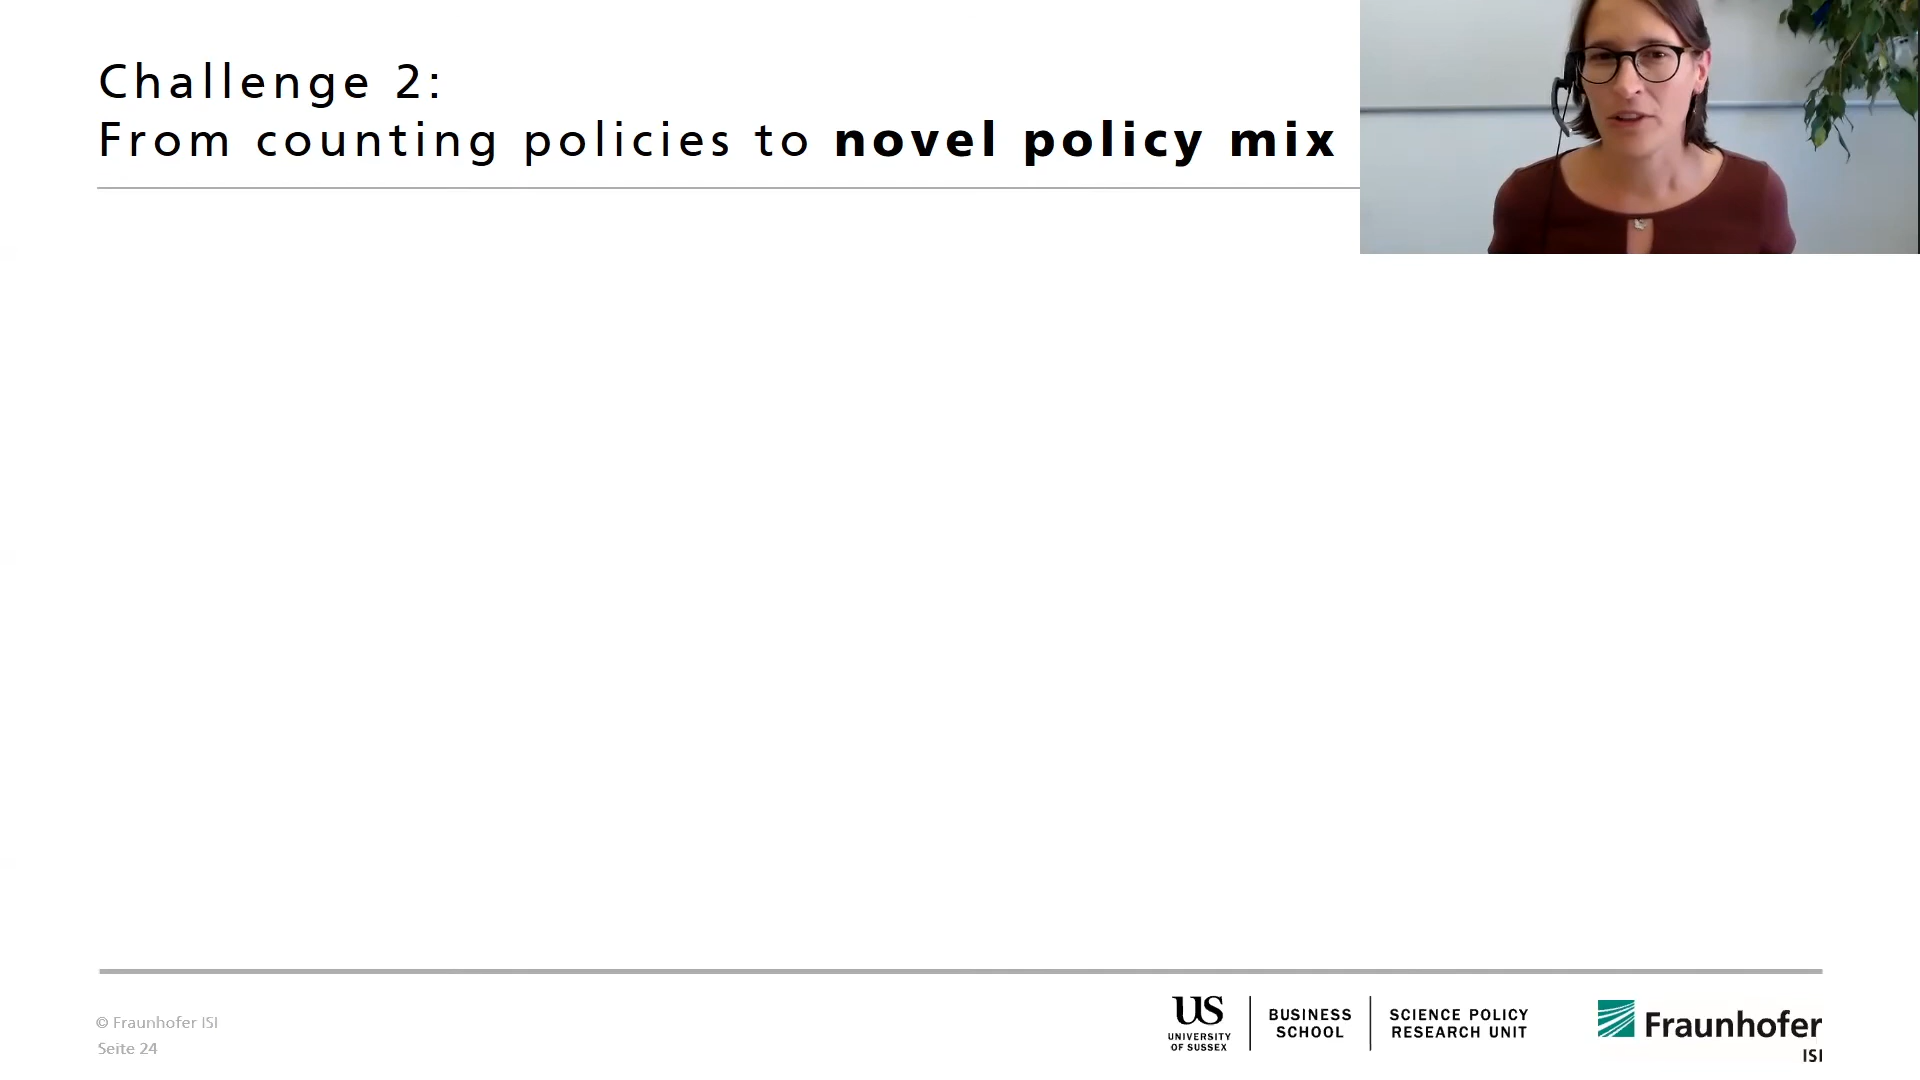 Challenge 2:
From counting policies to novel policy mix
© Fraunhofer ISI
Seite 24
US
UNIVERSITY
OF SUSSEX
BUSINESS
SCHOOL
SCIENCE POLICY
RESEARCH UNIT
Fraunhofer
ISI